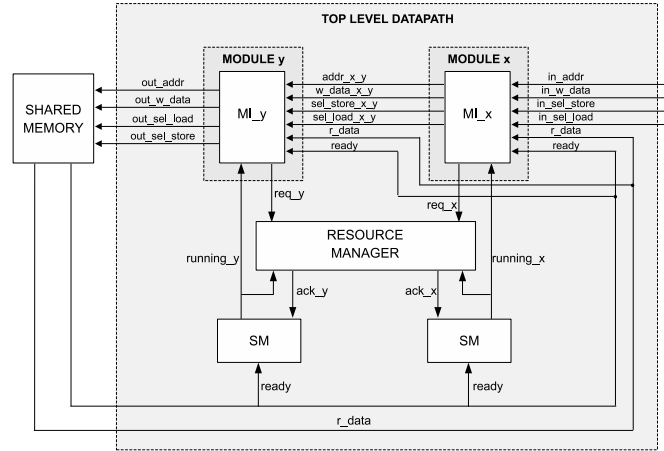 TOP LEVEL DATAPATH
MODULE y
MODULE x
out_addr
out_w_data
out_sel_load
out_sel_store
SHARED
MEMORY
MI_y
addr_x_y
w_data_x_y
sel_store_x_y
sel_load_x_y
r_data
ready
MI_x
in_addr
in_w_data
in_sel_store
in_sel_load
r_data
ready
req_y
req_x
RESOURCE
MANAGER
running_y
running_x
ack_y
ack_x
SM
SM
ready
ready
r_data